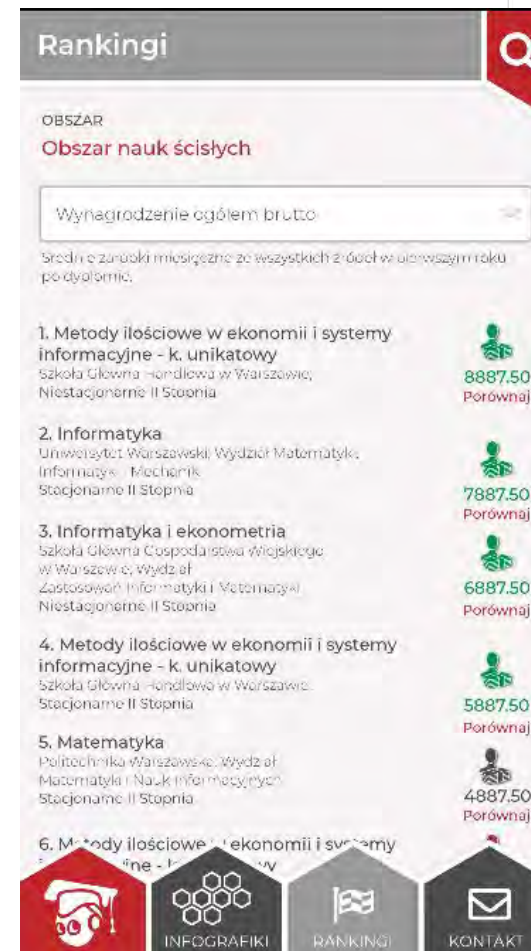 Rankingi
OBSZAR
Obszar nauk ścisłych
Wynagrodzenie ogółem brutto
Średnie zarobki miesięczne ze wszystkich źródeł w pierwszym roku
po dyplomie.
1. Metody ilościowe w ekonomii i systemy
informacyjne - k. unikatowy
Szkoła Główna Handlowa w Warszawie,
Niestacjonarne II Stopnia
8887.50
Porównaj
2. Informatyka
Uniwersytet Warszawski, Wydział Matematyki,
Informatyki i Mechaniki
Stacjonarne II Stopnia
7887.50
Porównaj
3. Informatyka i ekonometria
Szkoła Główna Gospodarstwa Wiejskiego
w Warszawie, Wydział
Zastosowań Informatyki i Matematyki
Niestacjonarne II Stopnia
6887.50
Porównaj
4. Metody ilościowe w ekonomii i systemy
informacyjne - k. unikatowy
Szkoła Główna Handlowa w Warszawie,
Stacjonarne II Stopnia
5887.50
Porównaj
5. Matematyka
Politechnika Warszawska, Wydział
Matematyki i Nauk Informacyjnych
Stacjonarne II Stopnia
4887.50
Porównaj
6. Metody ilościowe w ekonomii i systemy
INFOGRAFIKI
RANKINGI
KONTAKT